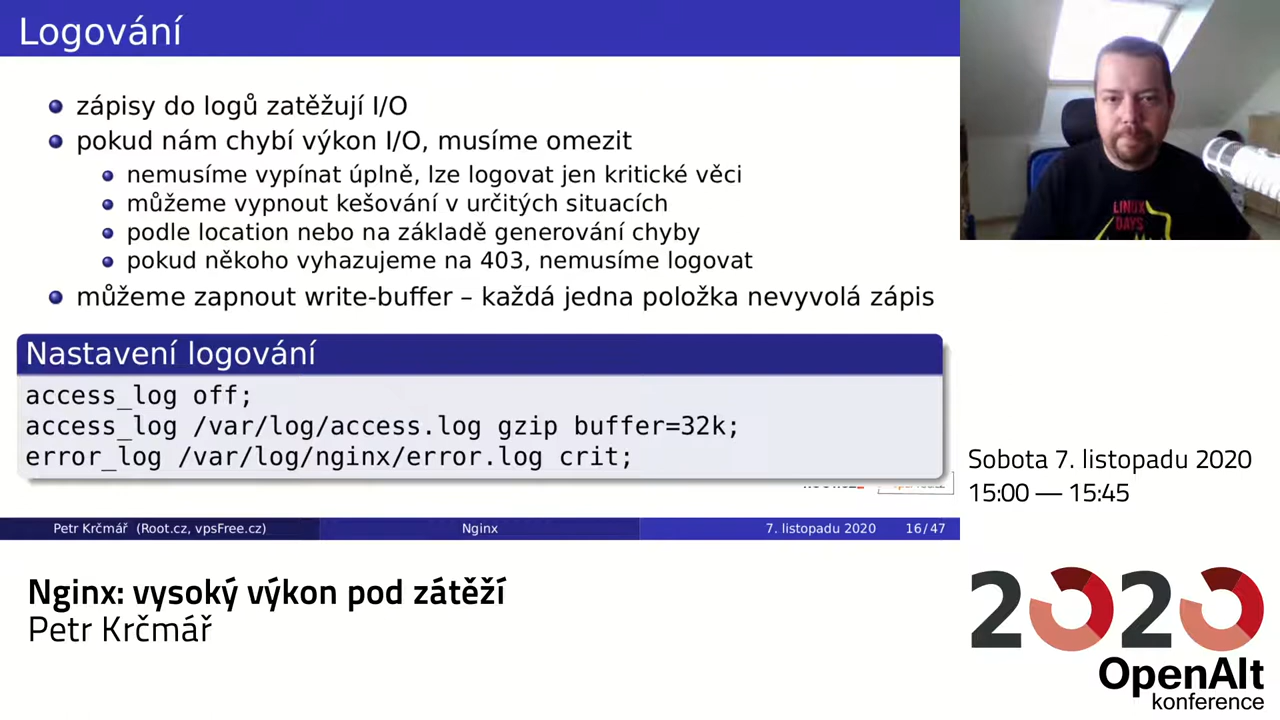 Logování
zápisy do logů zatěžují I/O
pokud nám chybí výkon I/O, musíme omezit
nemusíme vypínat úplně, lze logovat jen kritické věci
můžeme vypnout kešování v určitých situacích
podle location nebo na základě generování chyby
pokud někoho vyhazujeme na 403, nemusíme logovat
můžeme zapnout write-buffer – každá jedna položka nevyvolá zápis
Nastavení logování
access_log off;
access_log /var/log/access.log gzip buffer=32k;
error_log /var/log/nginx/error.log crit;
Petr Krčmář (Root.cz, vpsFree.cz)
Nginx
7. listopadu 2020
16/47
LINUX
DAYS
Sobota 7. listopadu 2020
15:00 — 15:45
Nginx: vysoký výkon pod zátěží
Petr Krčmář
2020
OpenAlt
konference